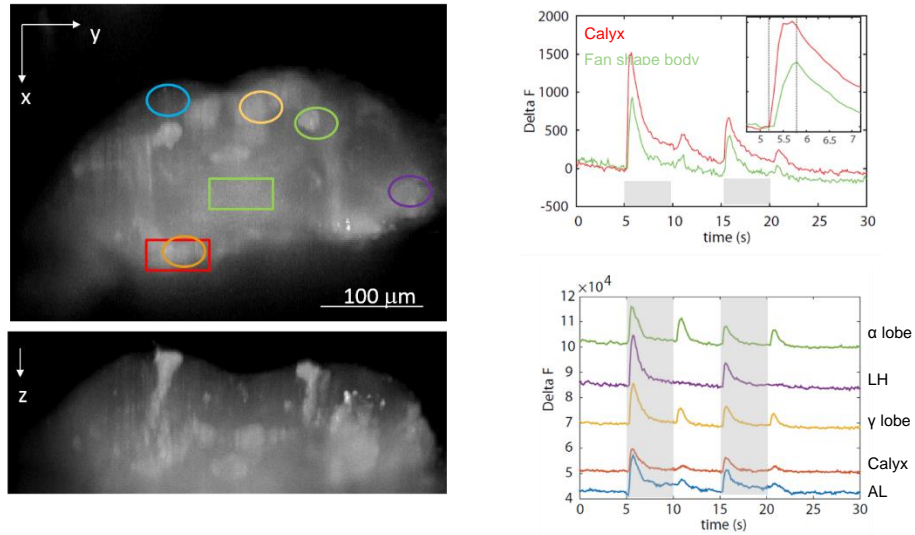 y
x
100 μm
z
2000
1500
1000
500
0
-500
Delta F
Calyx
Fan shape body
5 5.5 6 6.5 7
0 5 10 15 20 25 30
time (s)
×10⁴
12
11
10
9
8
7
6
5
4
Delta F
α lobe
LH
γ lobe
Calyx
AL
0 5 10 15 20 25 30
time (s)